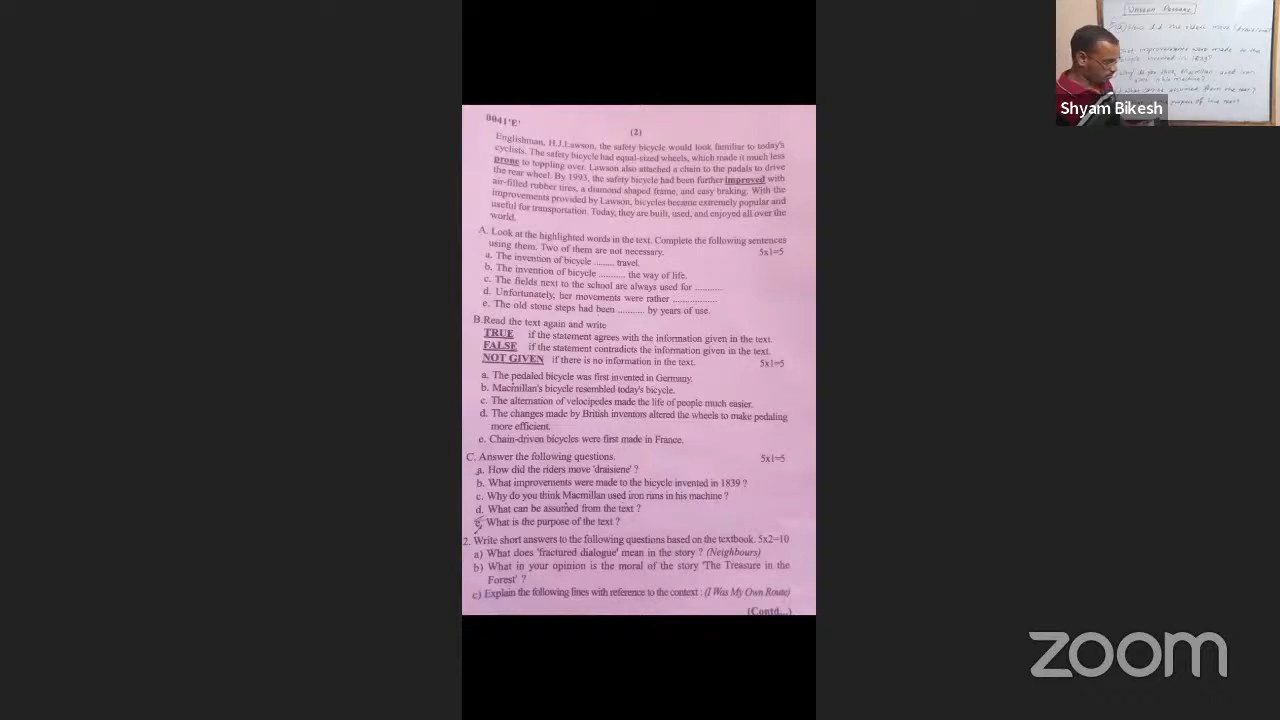 0041'E'
(2)
Englishman, H.J.Lawson, the safety bicycle would look familiar to today's
cyclists. The safety bicycle had equal-sized wheels, which made it much less
prone to toppling over. Lawson also attached a chain to the padals to drive
the rear wheel. By 1993, the safety bicycle had been further improved with
air-filled rubber tires, a diamond shaped frame, and easy braking. With the
improvements provided by Lawson, bicycles became extremely popular and
useful for transportation. Today, they are built, used, and enjoyed all over the
world.
A. Look at the highlighted words in the text. Complete the following sentences
using them. Two of them are not necessary. 5x1=5
a. The invention of bicycle ......... travel.
b. The invention of bicycle ........... the way of life.
c. The fields next to the school are always used for ...........
d. Unfortunately, her movements were rather .................
e. The old stone steps had been .......... by years of use.
B.Read the text again and write
TRUE if the statement agrees with the information given in the text.
FALSE if the statement contradicts the information given in the text.
NOT GIVEN if there is no information in the text. 5x1=5
a. The pedaled bicycle was first invented in Germany.
b. Macmillan's bicycle resembled today's bicycle.
c. The alternation of velocipedes made the life of people much easier.
d. The changes made by British inventors altered the wheels to make pedaling
more efficient.
e. Chain-driven bicycles were first made in France.
C. Answer the following questions. 5x1=5
a. How did the riders move 'draisiene' ?
b. What improvements were made to the bicycle invented in 1839 ?
c. Why do you think Macmillan used iron rims in his machine ?
d. What can be assumed from the text ?
e. What is the purpose of the text ?
2. Write short answers to the following questions based on the textbook. 5x2=10
a) What does 'fractured dialogue' mean in the story ? (Neighbours)
b) What in your opinion is the moral of the story 'The Treasure in the
Forest' ?
c) Explain the following lines with reference to the context : (I Was My Own Route)
(Contd...)
Shyam Bikesh
zoom